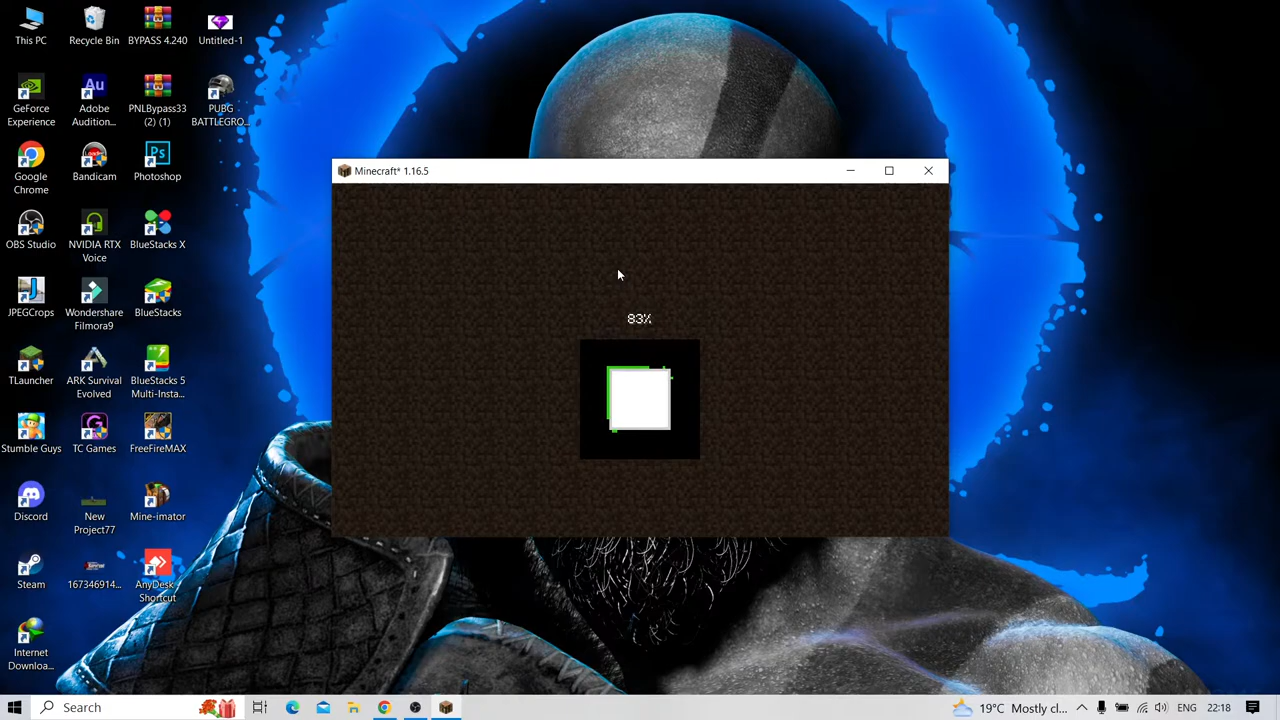 This PC
Recycle Bin
BYPASS 4.240
Untitled-1
GeForce
Experience
Adobe
Audition...
PNLBypass33
(2) (1)
PUBG
BATTLEGRO...
Google
Chrome
Bandicam
Photoshop
OBS Studio
NVIDIA RTX
Voice
BlueStacks X
JPEGCrops
Wondershare
Filmora9
BlueStacks
TLauncher
ARK Survival
Evolved
BlueStacks 5
Multi-Insta...
Stumble Guys
TC Games
FreeFireMAX
Discord
New
Project77
Mine-imator
Steam
167346914...
AnyDesk
Shortcut
Internet
Downloa...
Minecraft* 1.16.5
83%
Search
19°C Mostly cl...
ENG
22:18